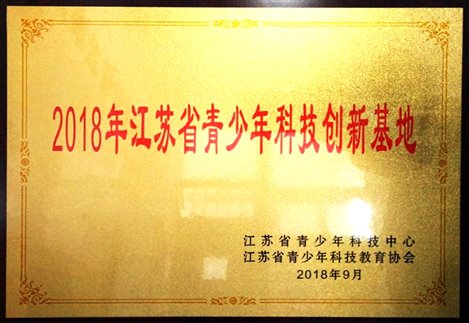 2018年江苏省青少年科技创新基地
江苏省青少年科技中心
江苏省青少年科技教育协会
2018年9月